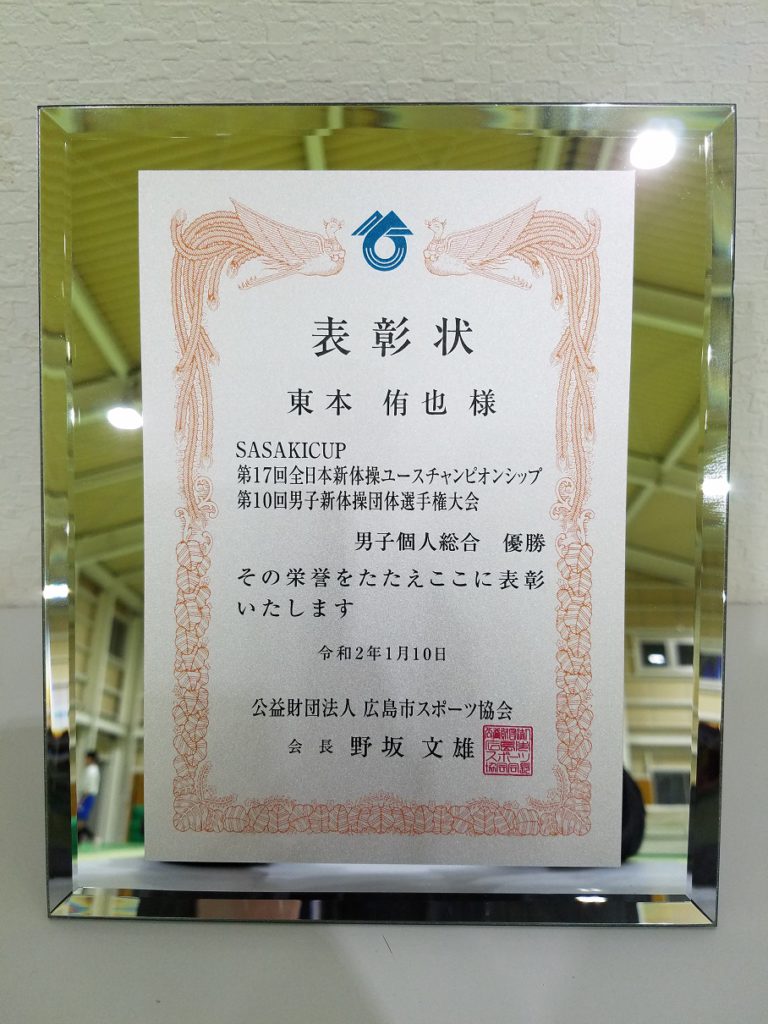 表彰状
東本 侑也 様
SASAKICUP
第17回全日本新体操ユースチャンピオンシップ
第10回男子新体操団体選手権大会
男子個人総合 優勝
その栄誉をたたえここに表彰
いたします
令和2年1月10日
公益財団法人 広島市スポーツ協会
会長 野坂 文雄